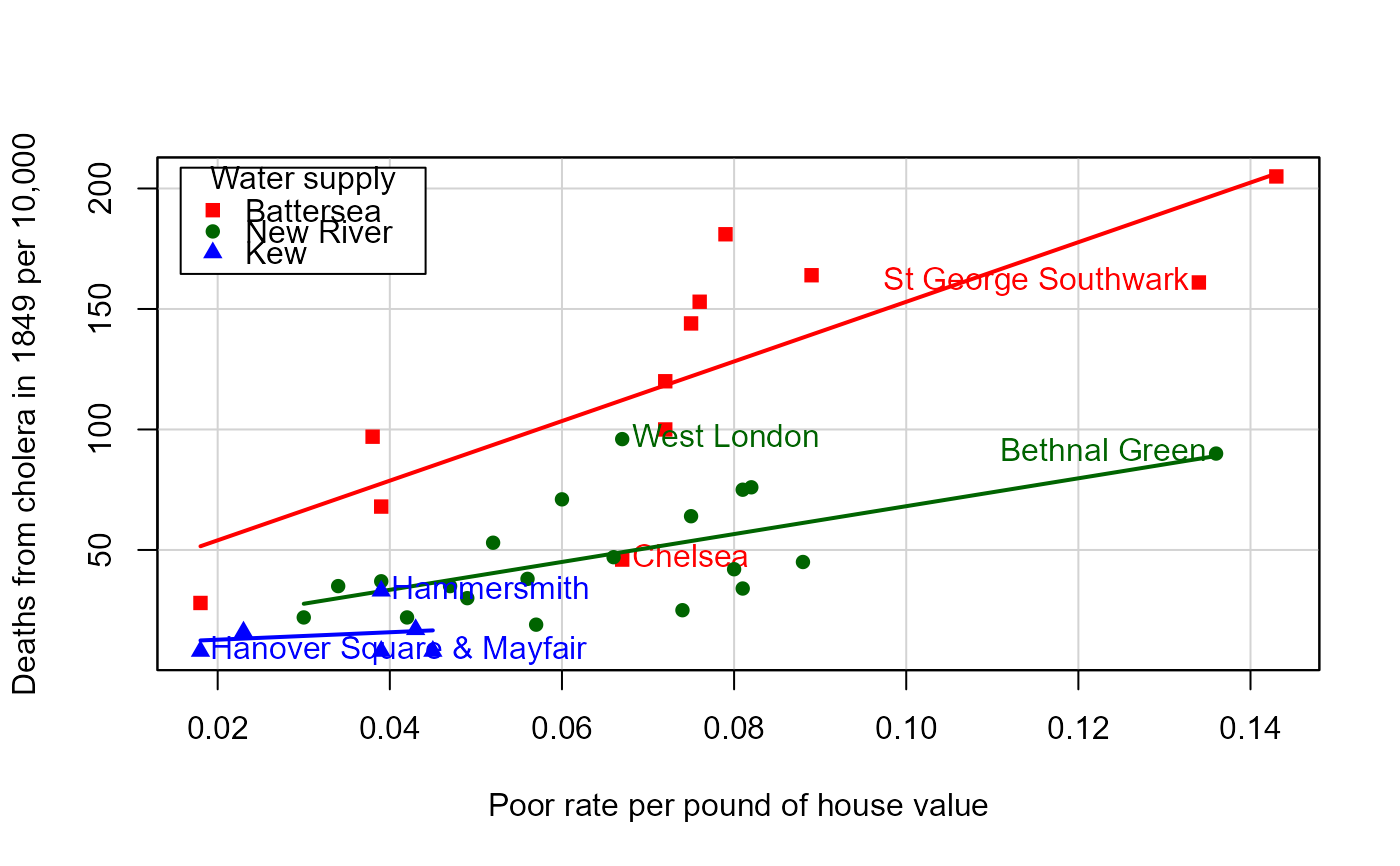 Deaths from cholera in 1849 per 10,000
200
150
100
50
Water supply
Battersea
New River
Kew
St George Southwark
West London
Bethnal Green
Chelsea
Hammersmith
Hanover Square & Mayfair
0.02 0.04 0.06 0.08 0.10 0.12 0.14
Poor rate per pound of house value